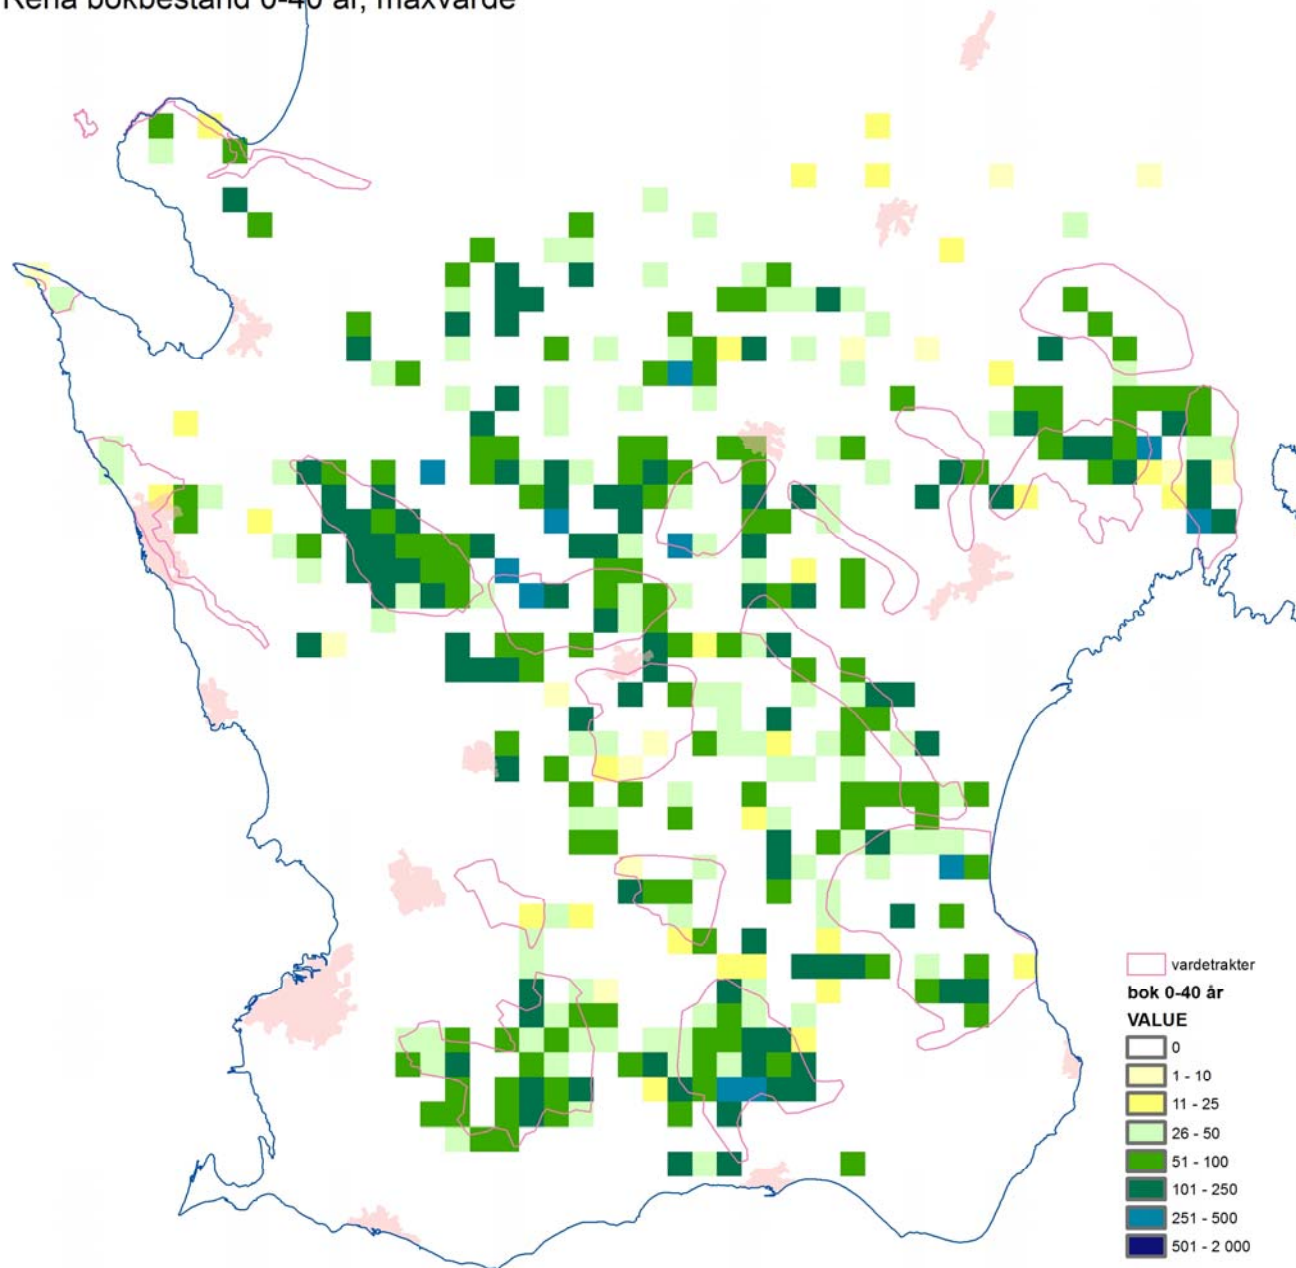 Rena bokbestånd 0-40 år, maxvärde
vardetrakter
bok 0-40 år
VALUE
0
1 - 10
11 - 25
26 - 50
51 - 100
101 - 250
251 - 500
501 - 2 000